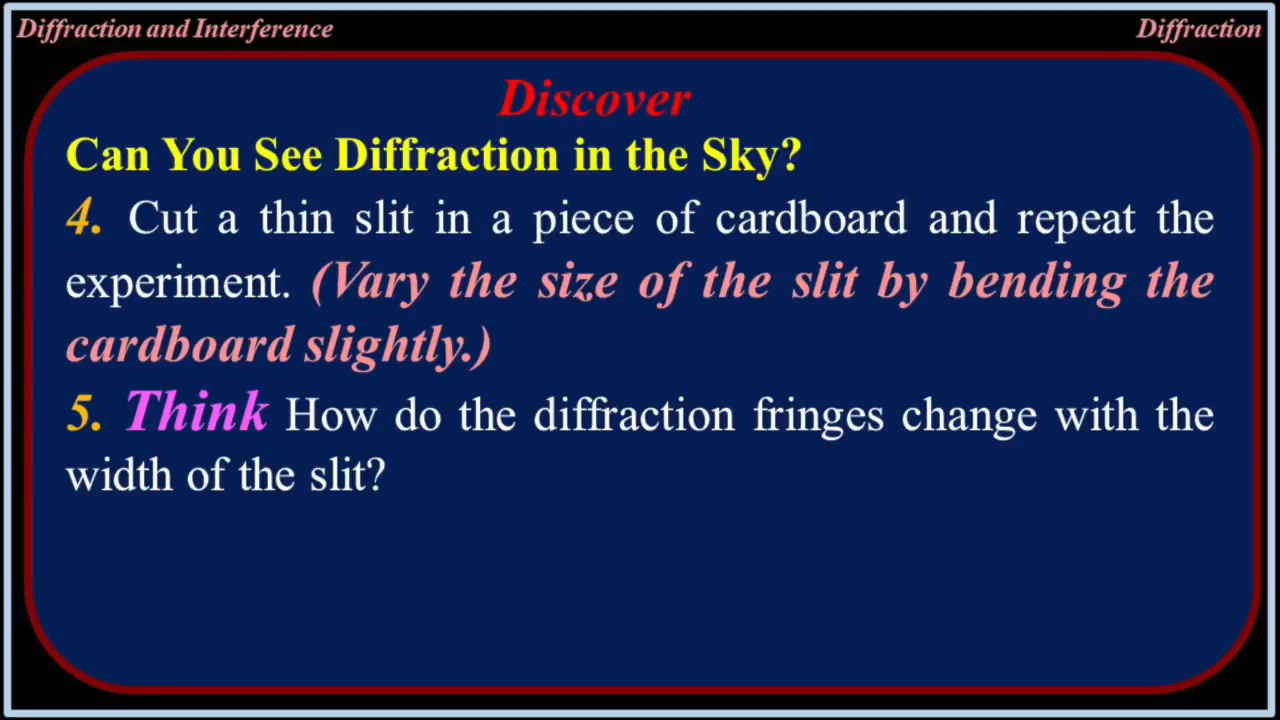 Diffraction and Interference
Diffraction
Discover
Can You See Diffraction in the Sky?
4. Cut a thin slit in a piece of cardboard and repeat the
experiment. (Vary the size of the slit by bending the
cardboard slightly.)
5. Think How do the diffraction fringes change with the
width of the slit?